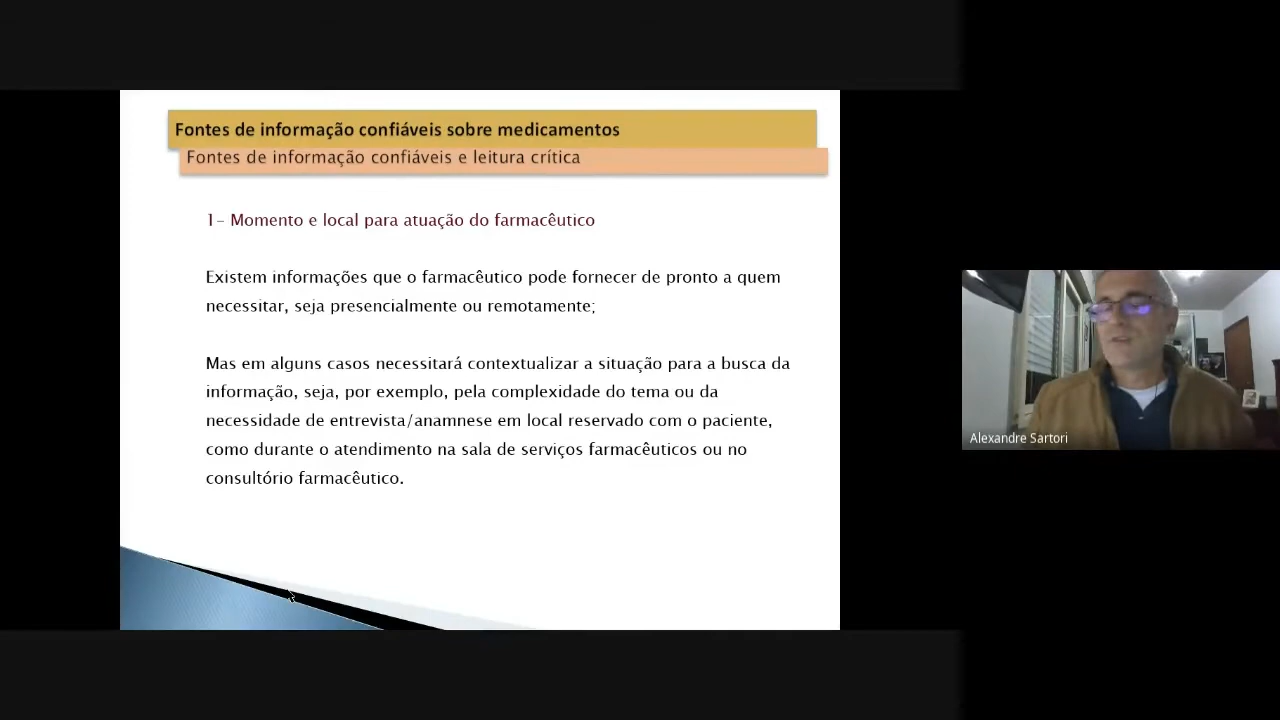 Fontes de informação confiáveis sobre medicamentos
Fontes de informação confiáveis e leitura crítica
1- Momento e local para atuação do farmacêutico
Existem informações que o farmacêutico pode fornecer de pronto a quem
necessitar, seja presencialmente ou remotamente;
Mas em alguns casos necessitará contextualizar a situação para a busca da
informação, seja, por exemplo, pela complexidade do tema ou da
necessidade de entrevista/anamnese em local reservado com o paciente,
como durante o atendimento na sala de serviços farmacêuticos ou no
consultório farmacêutico.
Alexandre Sartori